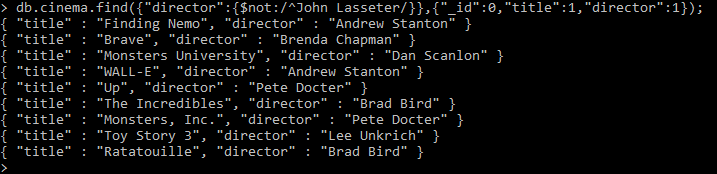 > db.cinema.find({"director":{$not:/^John Lasseter/}},{"_id":0,"title":1,"director":1});
{ "title" : "Finding Nemo", "director" : "Andrew Stanton" }
{ "title" : "Brave", "director" : "Brenda Chapman" }
{ "title" : "Monsters University", "director" : "Dan Scanlon" }
{ "title" : "WALL-E", "director" : "Andrew Stanton" }
{ "title" : "Up", "director" : "Pete Docter" }
{ "title" : "The Incredibles", "director" : "Brad Bird" }
{ "title" : "Monsters, Inc.", "director" : "Pete Docter" }
{ "title" : "Toy Story 3", "director" : "Lee Unkrich" }
{ "title" : "Ratatouille", "director" : "Brad Bird" }
>